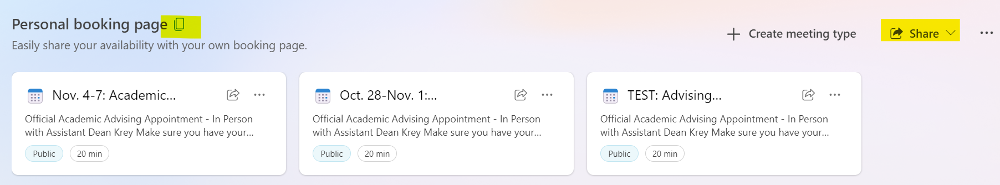 Personal booking page
Easily share your availability with your own booking page.
Create meeting type
Share
Nov. 4-7: Academic...
Official Academic Advising Appointment - In Person
with Assistant Dean Krey Make sure you have your...
Public
20 min
Oct. 28-Nov. 1:...
Official Academic Advising Appointment - In Person
with Assistant Dean Krey Make sure you have your...
Public
20 min
TEST: Advising...
Official Academic Advising Appointment - In Person
with Assistant Dean Krey Make sure you have your...
Public
20 min